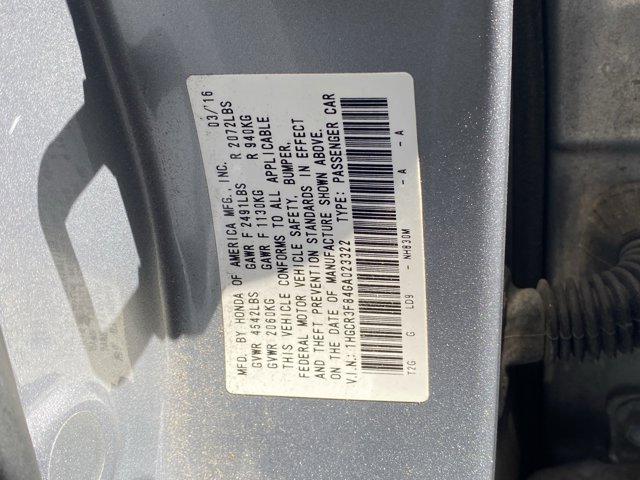 MFD. BY HONDA OF AMERICA MFG., INC. 03/'16
GVWR 4542LBS GAWR F 2491LBS R 2072LBS
GVWR 2060KG GAWR F 1130KG R 940KG
THIS VEHICLE CONFORMS TO ALL APPLICABLE
FEDERAL MOTOR VEHICLE SAFETY, BUMPER,
AND THEFT PREVENTION STANDARDS IN EFFECT
ON THE DATE OF MANUFACTURE SHOWN ABOVE.
V.I.N.: 1HGCR3F84GA023322 TYPE: PASSENGER CAR
T2G G LD9 - NH830M - A - A